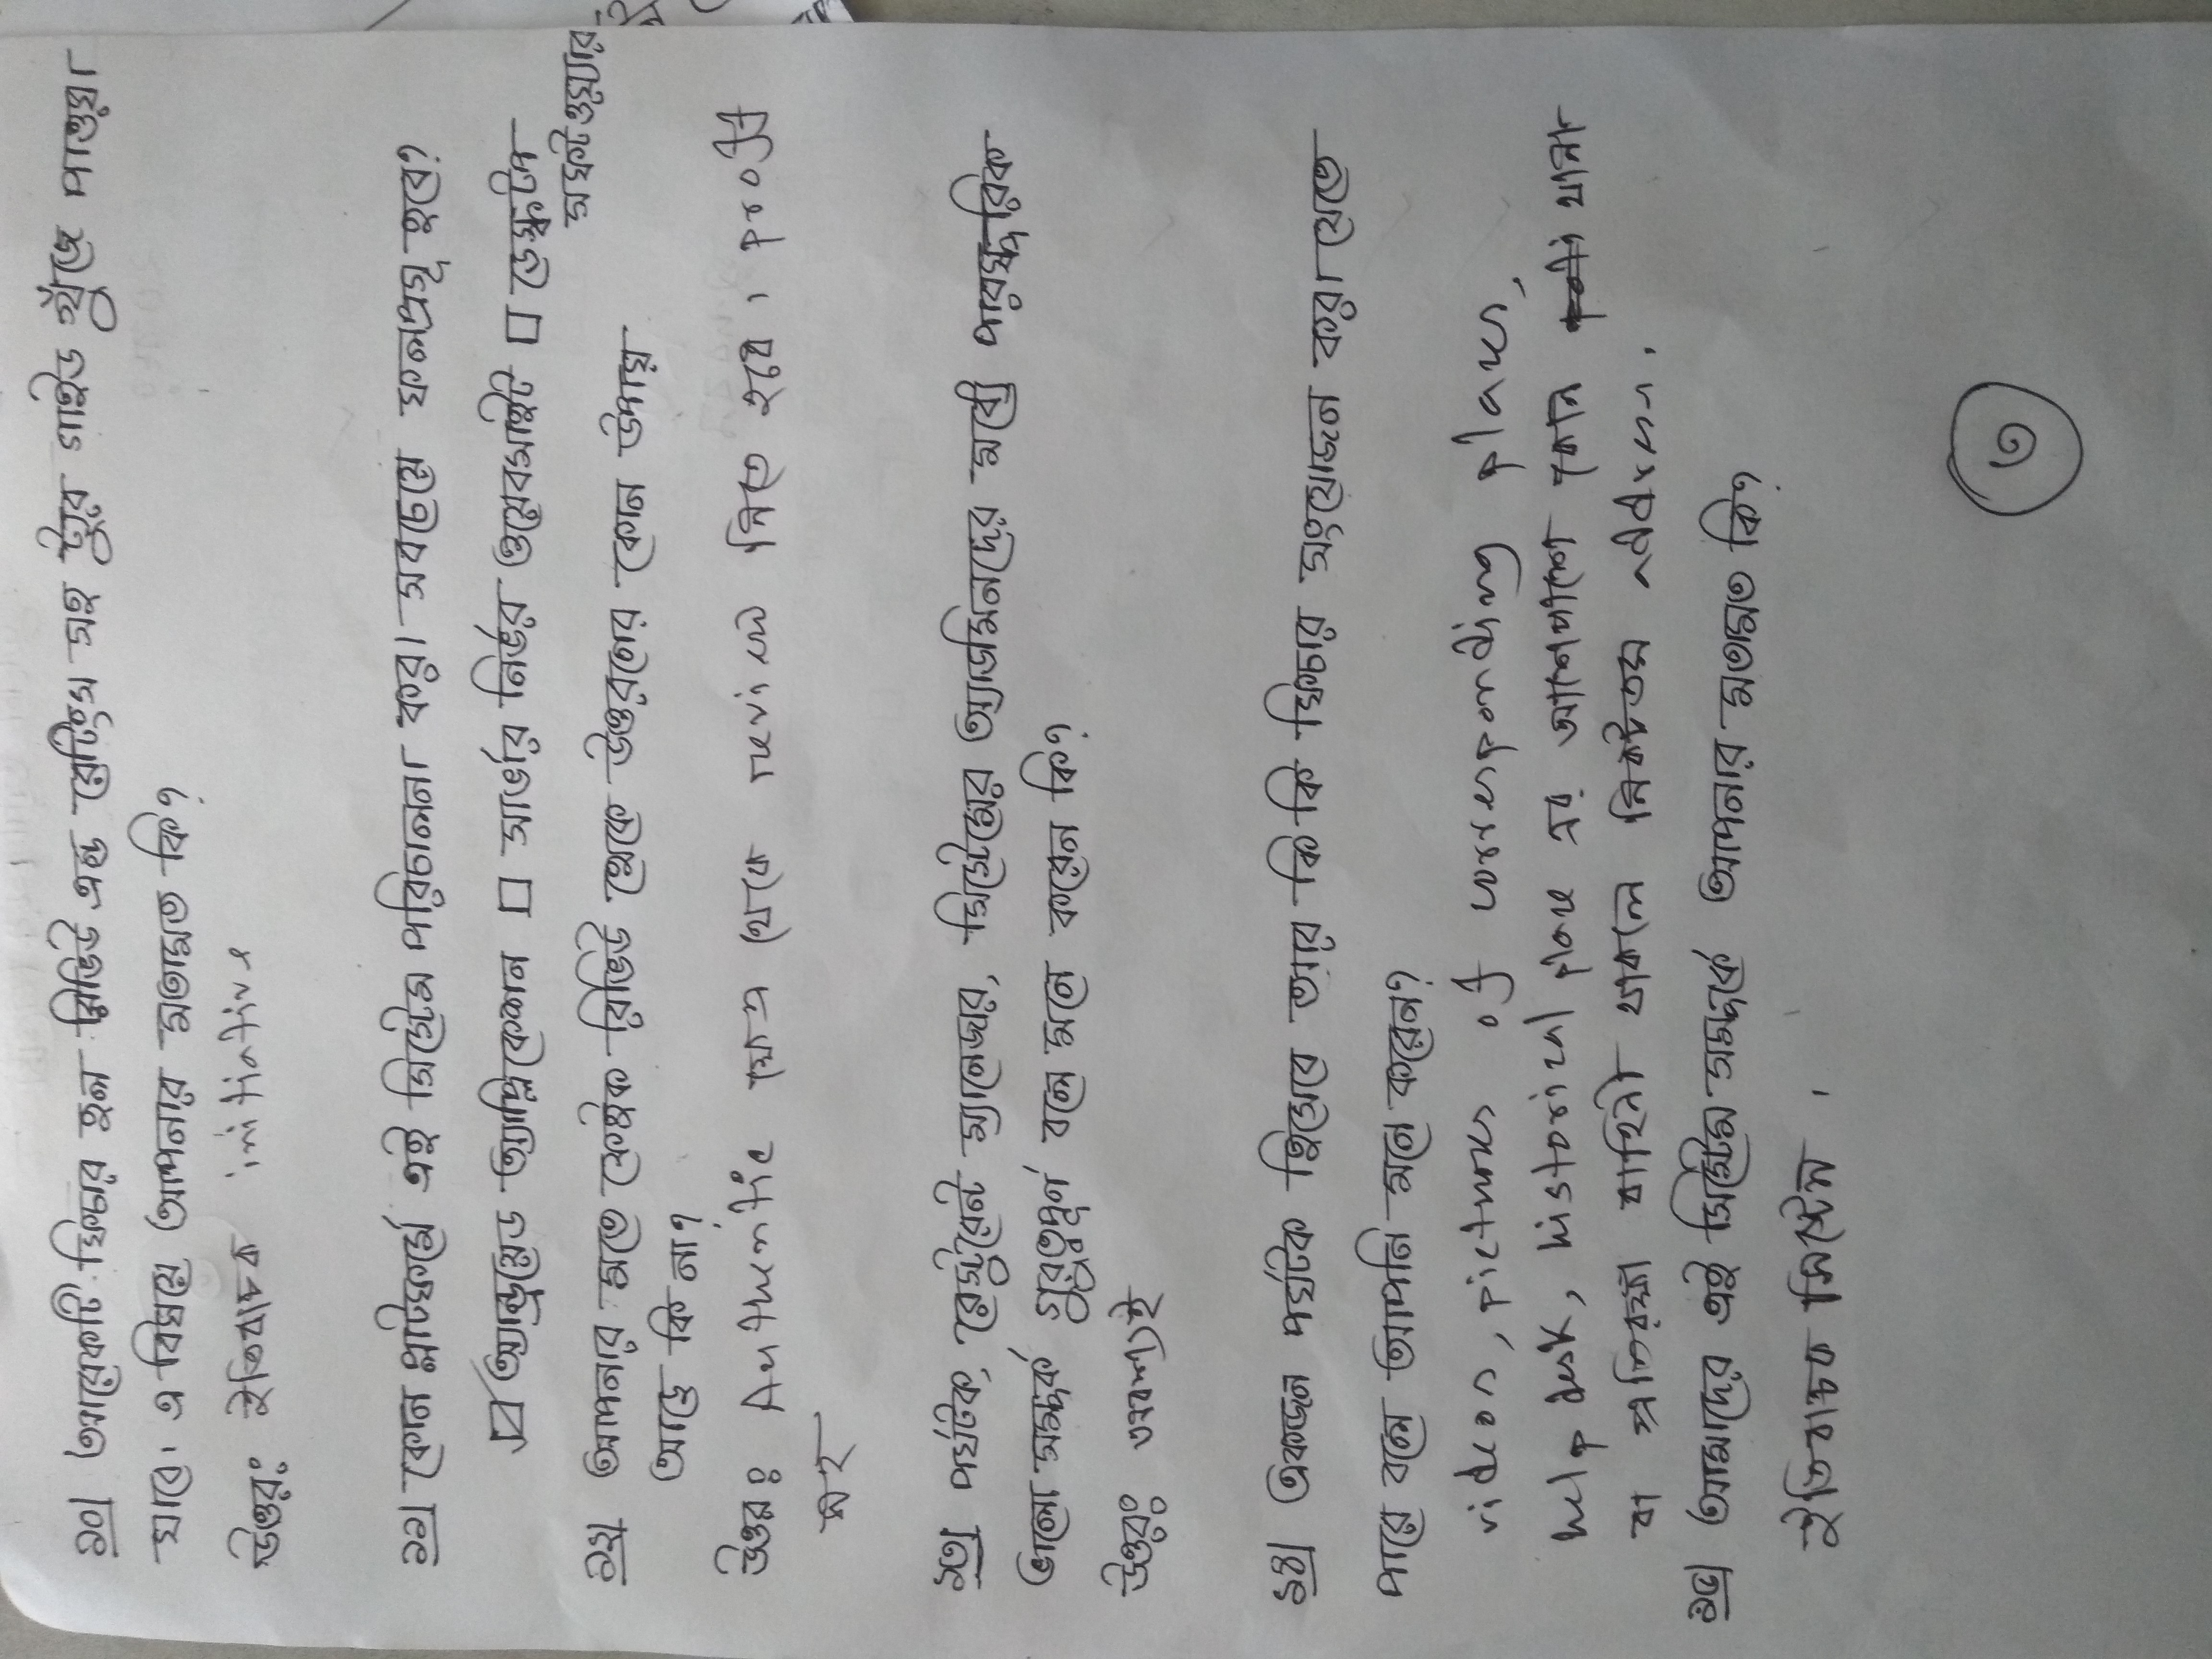 ১০| আরেকটি ফিচার হল রিভিউ এন্ড রেটিংস সহ ট্যুর গাইড খুঁজে পাওয়া
যাবে। এ বিষয়ে আপনার মতামত কি?
উত্তরঃ ইতিবাচক initiative
১১| কোন প্লাটফর্মে এই সিস্টেম পরিচালনা করা সবচেয়ে ফলপ্রসূ হবে?
☑ অ্যান্ড্রয়েড অ্যাপ্লিকেশন □ সার্ভার নির্ভর ওয়েবসাইট □ ডেস্কটপ
সফটওয়্যার
১২| আপনার মতে ফেইক রিভিউ থেকে উত্তরণের কোন উপায়
আছে কি না?
উত্তরঃ Authentic থেকে review নিতে হবে। proff
সহ
১৩| পর্যটক, রেস্টুরেন্ট ম্যানেজার, সিস্টেমের অ্যাডমিনদের মধ্যে পারস্পরিক
ভালো সম্পর্ক গুরুত্বপূর্ণ বলে মনে করেন কি?
উত্তরঃ অবশ্যই
১৪| একজন পর্যটক হিসেবে আর কি কি ফিচার সংযোজন করা যেতে
পারে বলে আপনি মনে করেন?
videos, pictures of corresponding places,
help desk, historical place এর আশেপাশে কোন থানা
বা প্রতিরক্ষা বাহিনী থাকলে নিকটতম address.
১৫| আমাদের এই সিস্টেম সম্পর্কে আপনার মতামত কি?
ইতিবাচক সিস্টেম।
৩